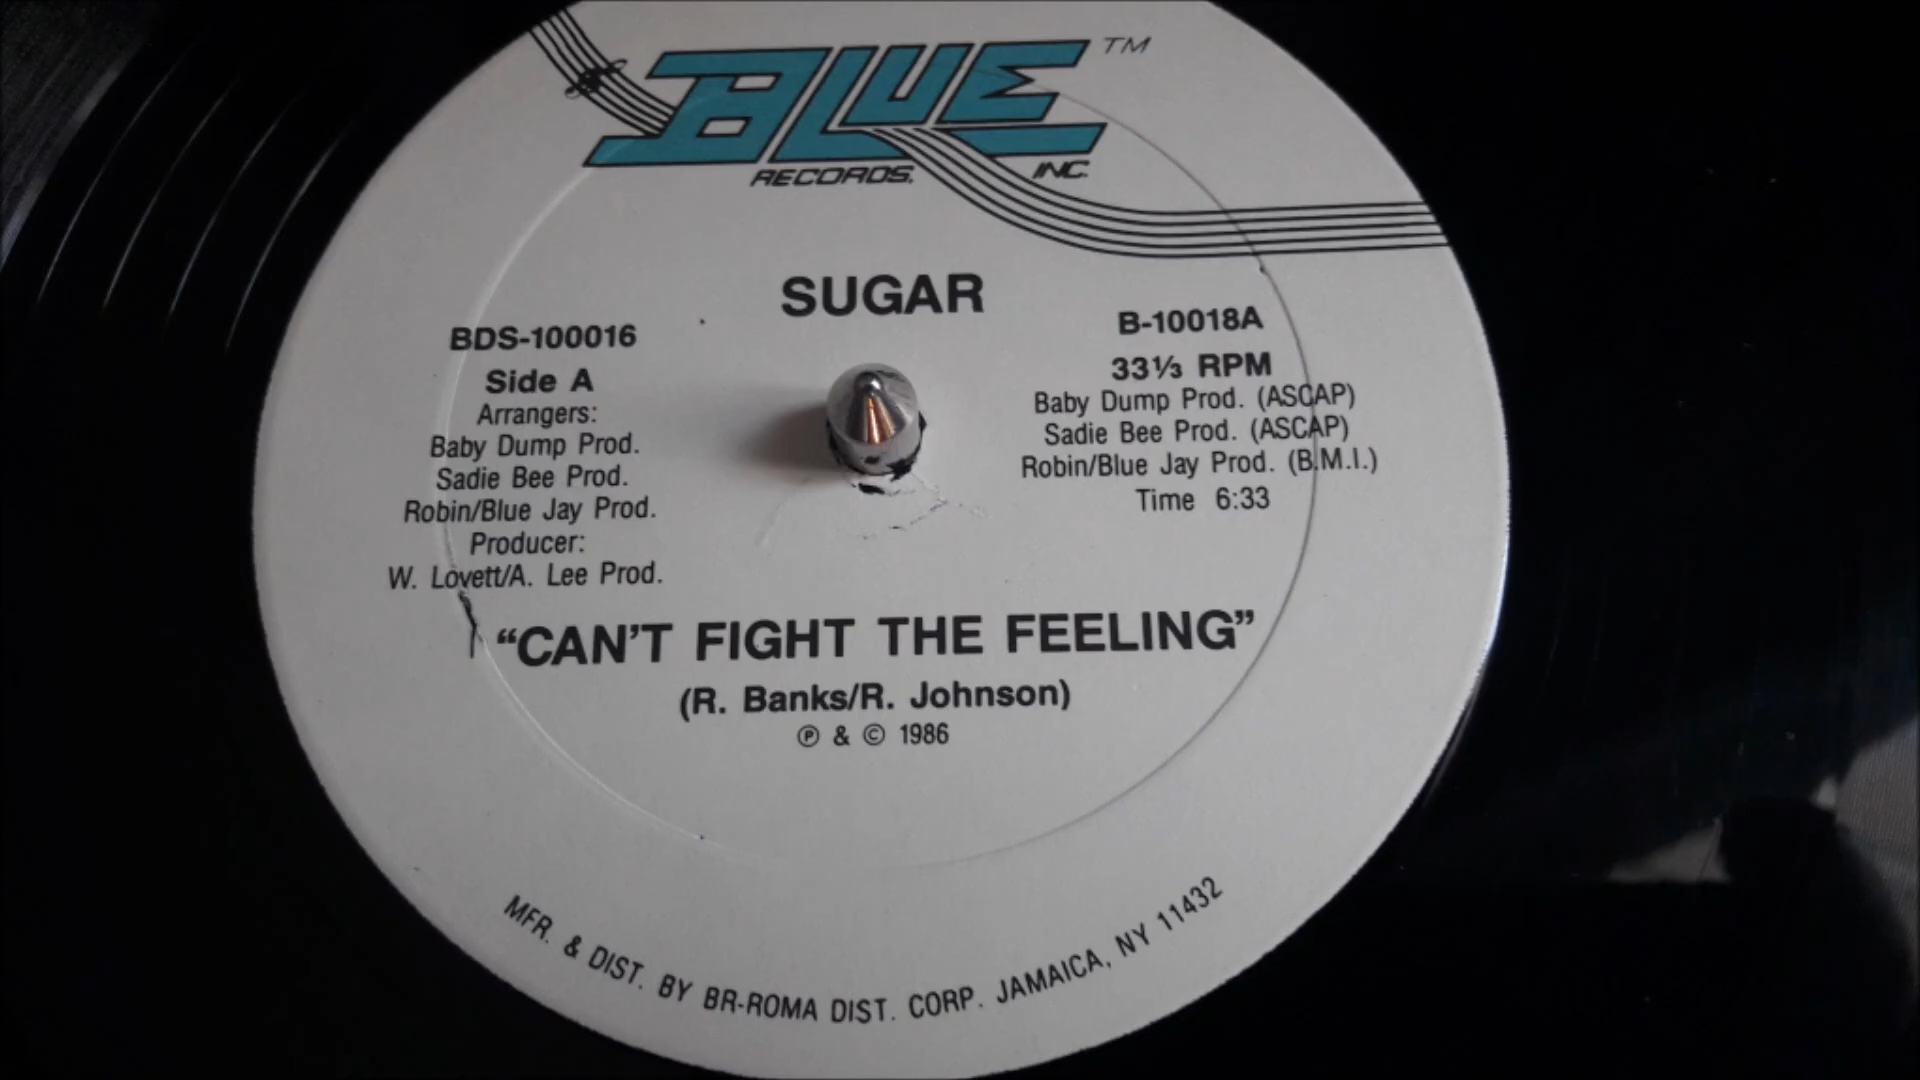 BLUE TM
RECORDS, INC.
SUGAR
BDS-100016
Side A
Arrangers:
Baby Dump Prod.
Sadie Bee Prod.
Robin/Blue Jay Prod.
Producer:
W. Lovett/A. Lee Prod.
B-10018A
33⅓ RPM
Baby Dump Prod. (ASCAP)
Sadie Bee Prod. (ASCAP)
Robin/Blue Jay Prod. (B.M.I.)
Time 6:33
“CAN'T FIGHT THE FEELING”
(R. Banks/R. Johnson)
℗ & © 1986
MFR. & DIST. BY BR-ROMA DIST. CORP. JAMAICA, NY 11432